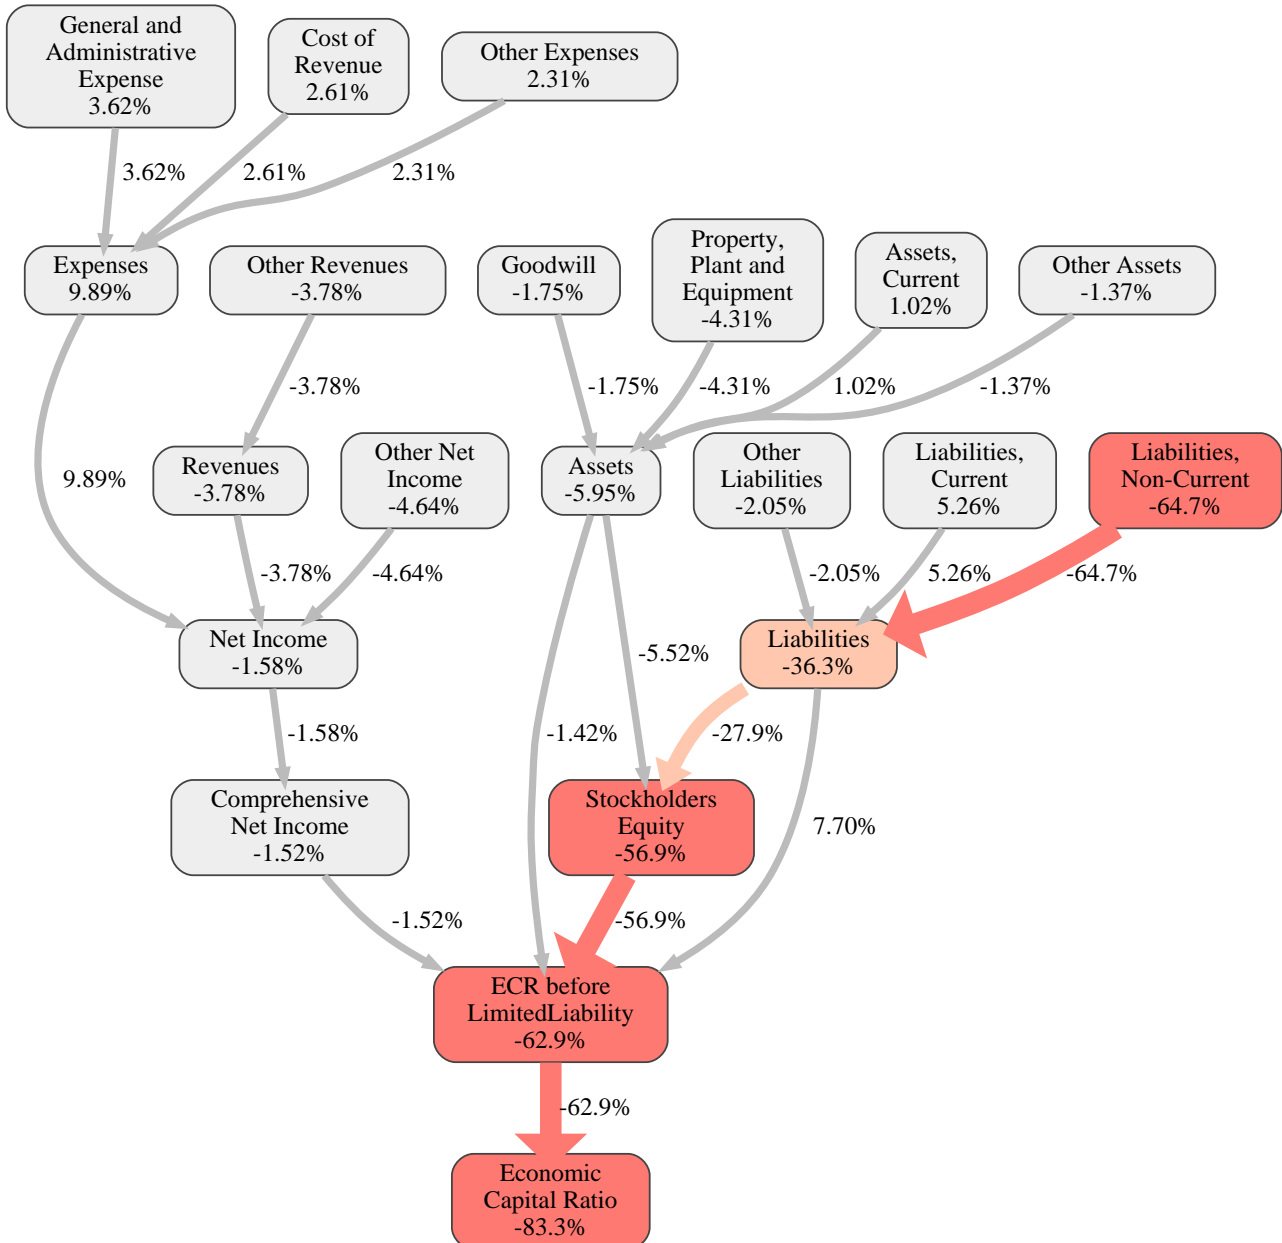 General and
Administrative
Expense
3.62%
Cost of
Revenue
2.61%
Other Expenses
2.31%
3.62%
2.61%
2.31%
Expenses
9.89%
Other Revenues
-3.78%
Goodwill
-1.75%
Property,
Plant and
Equipment
-4.31%
Assets,
Current
1.02%
Other Assets
-1.37%
-3.78%
-1.75%
-4.31%
1.02%
-1.37%
9.89%
Revenues
-3.78%
Other Net
Income
-4.64%
Assets
-5.95%
Other
Liabilities
-2.05%
Liabilities,
Current
5.26%
Liabilities,
Non-Current
-64.7%
-3.78%
-4.64%
-2.05%
5.26%
-64.7%
Net Income
-1.58%
-5.52%
Liabilities
-36.3%
-1.58%
-1.42%
-27.9%
Comprehensive
Net Income
-1.52%
Stockholders
Equity
-56.9%
7.70%
-1.52%
-56.9%
ECR before
LimitedLiability
-62.9%
-62.9%
Economic
Capital Ratio
-83.3%